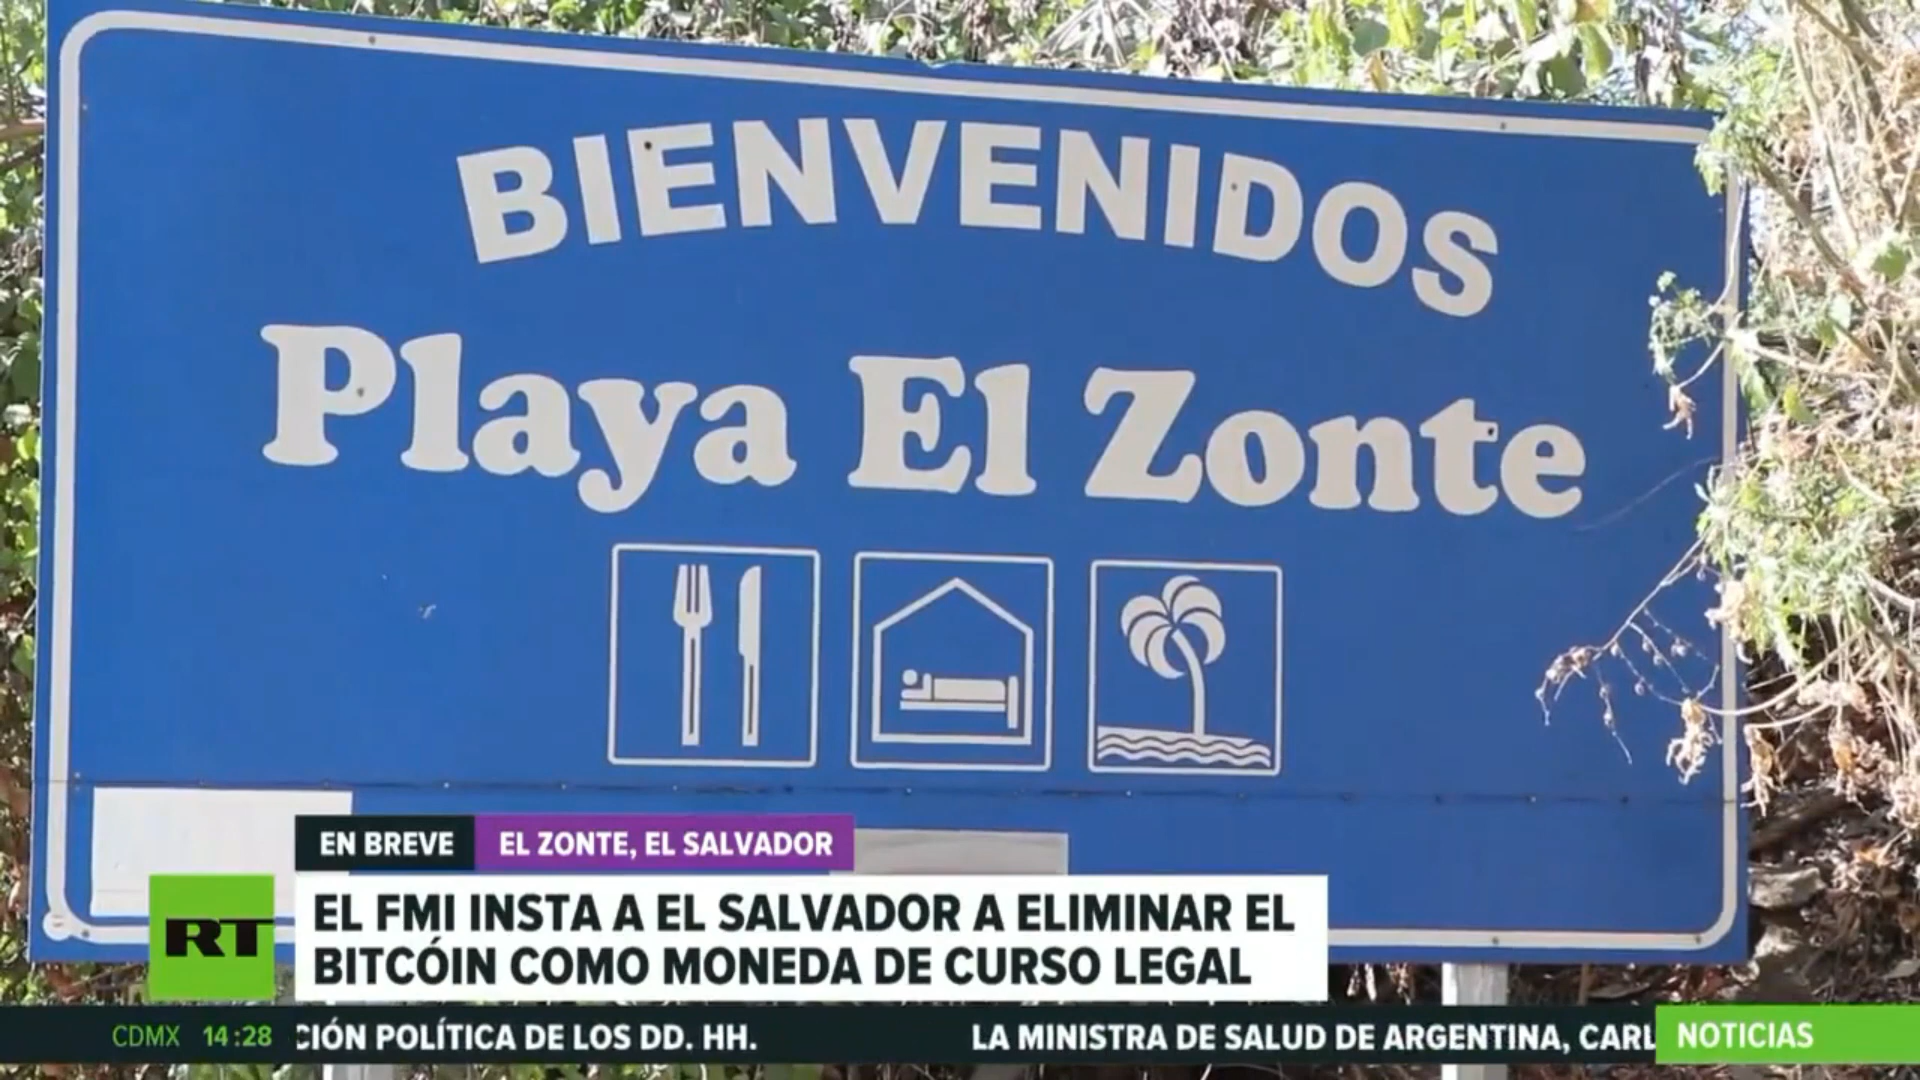 BIENVENIDOS
Playa El Zonte
EN BREVE
EL ZONTE, EL SALVADOR
RT
EL FMI INSTA A EL SALVADOR A ELIMINAR EL
BITCÓIN COMO MONEDA DE CURSO LEGAL
CDMX 14:28 CIÓN POLÍTICA DE LOS DD. HH. LA MINISTRA DE SALUD DE ARGENTINA, CARL
NOTICIAS